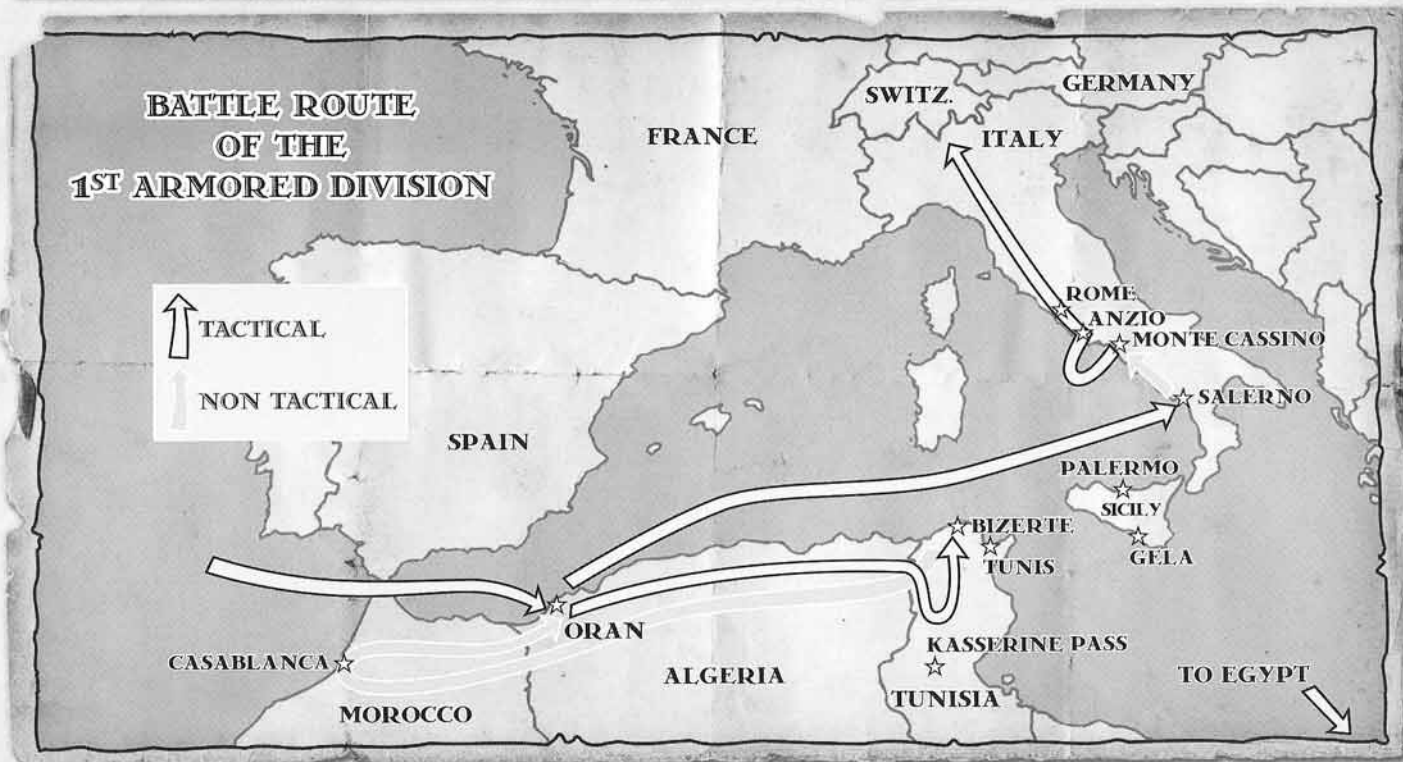 BATTLE ROUTE
OF THE
1ST ARMORED DIVISION
TACTICAL
NON TACTICAL
FRANCE
SWITZ.
GERMANY
ITALY
ROME
ANZIO
MONTE CASSINO
SALERNO
SPAIN
PALERMO
SICILY
GELA
BIZERTE
TUNIS
ORAN
CASABLANCA
KASSERINE PASS
ALGERIA
TUNISIA
MOROCCO
TO EGYPT